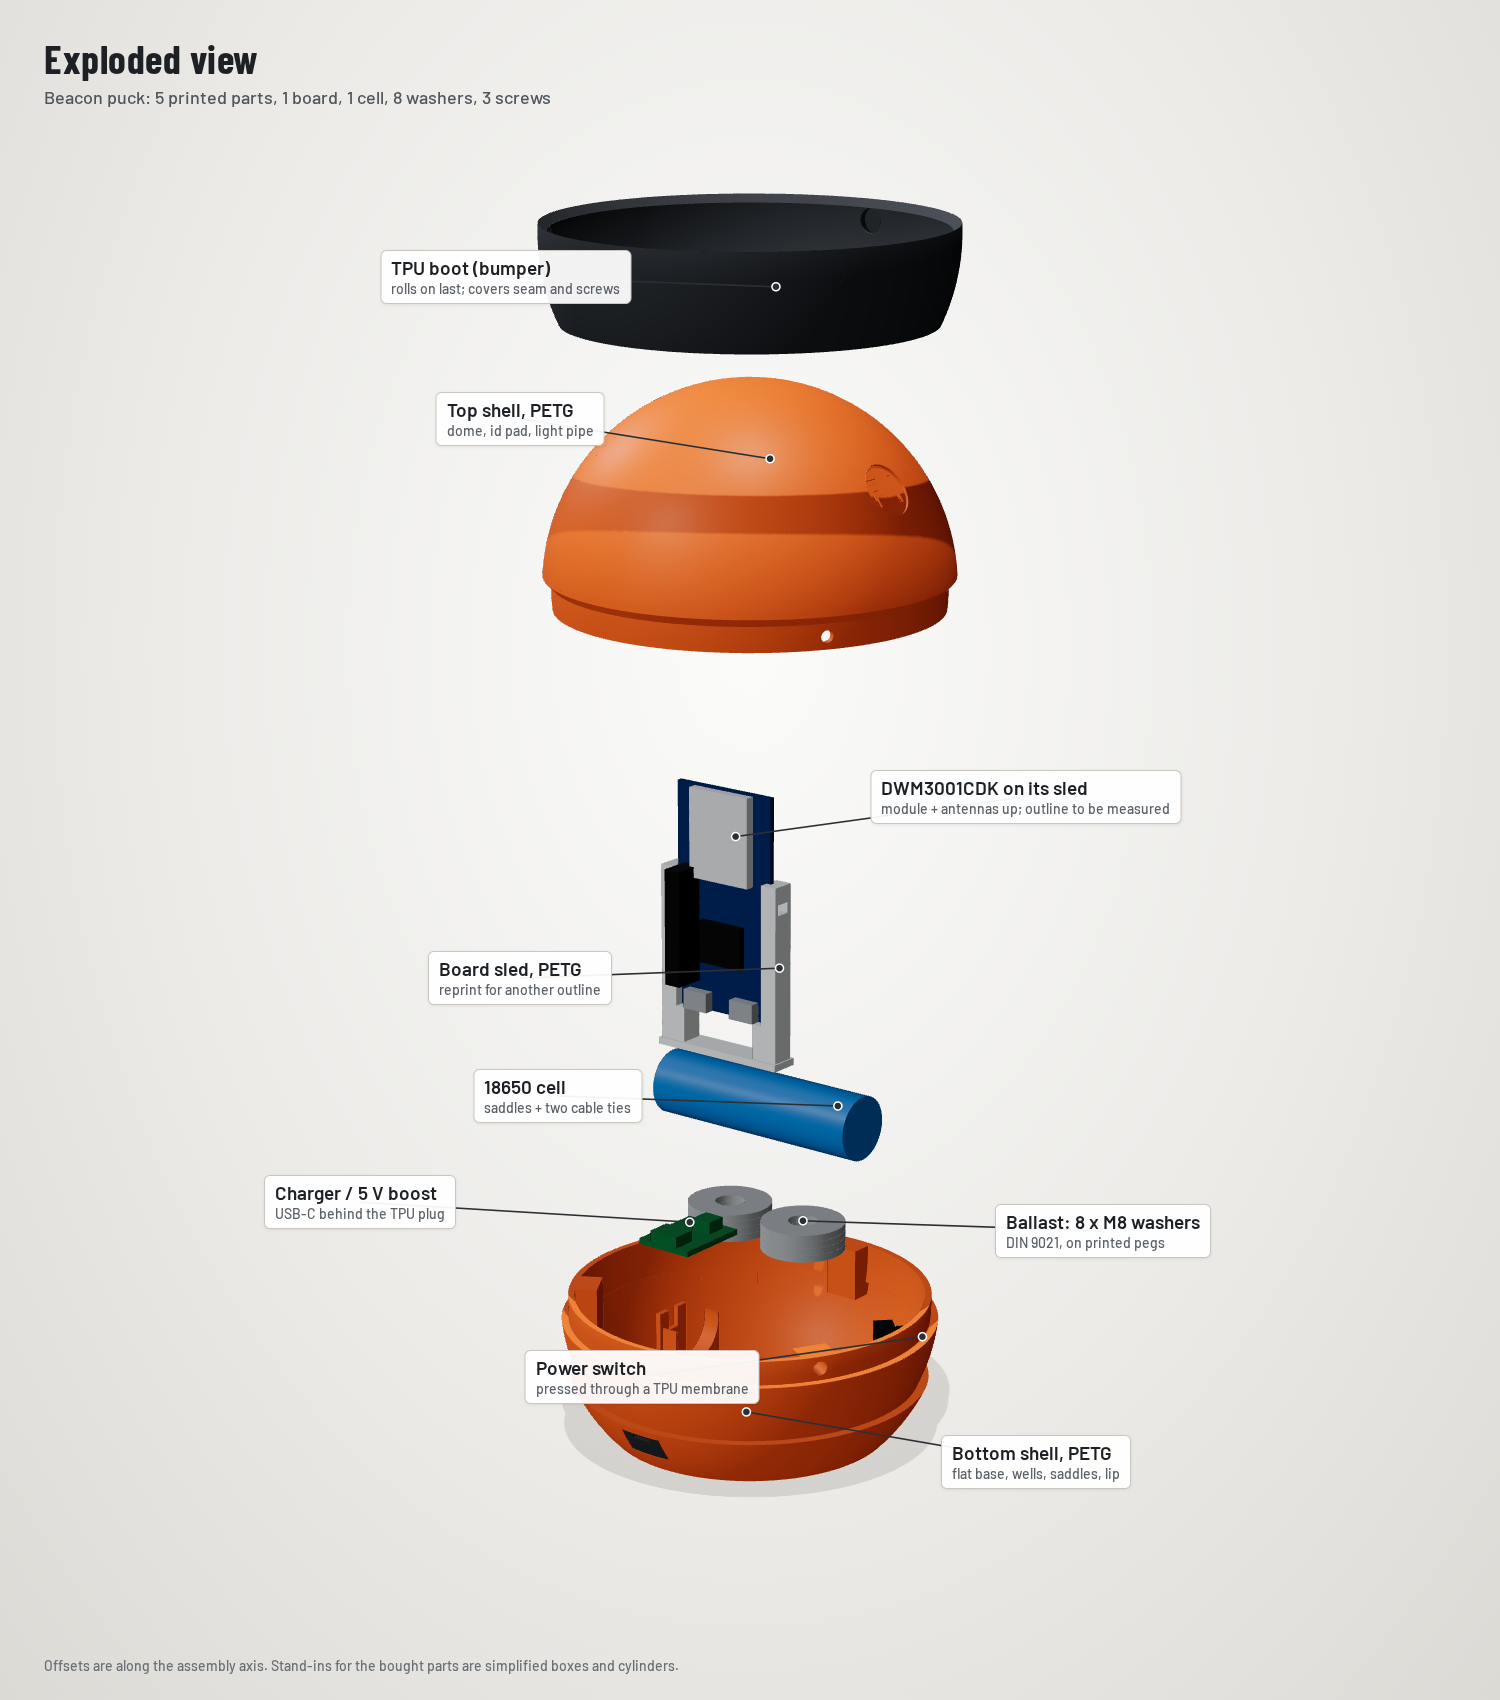 Exploded view
Beacon puck: 5 printed parts, 1 board, 1 cell, 8 washers, 3 screws
TPU boot (bumper)
rolls on last; covers seam and screws
Top shell, PETG
dome, id pad, light pipe
DWM3001CDK on its sled
module + antennas up; outline to be measured
Board sled, PETG
reprint for another outline
18650 cell
saddles + two cable ties
Charger / 5 V boost
USB-C behind the TPU plug
Ballast: 8 x M8 washers
DIN 9021, on printed pegs
Power switch
pressed through a TPU membrane
Bottom shell, PETG
flat base, wells, saddles, lip
Offsets are along the assembly axis. Stand-ins for the bought parts are simplified boxes and cylinders.